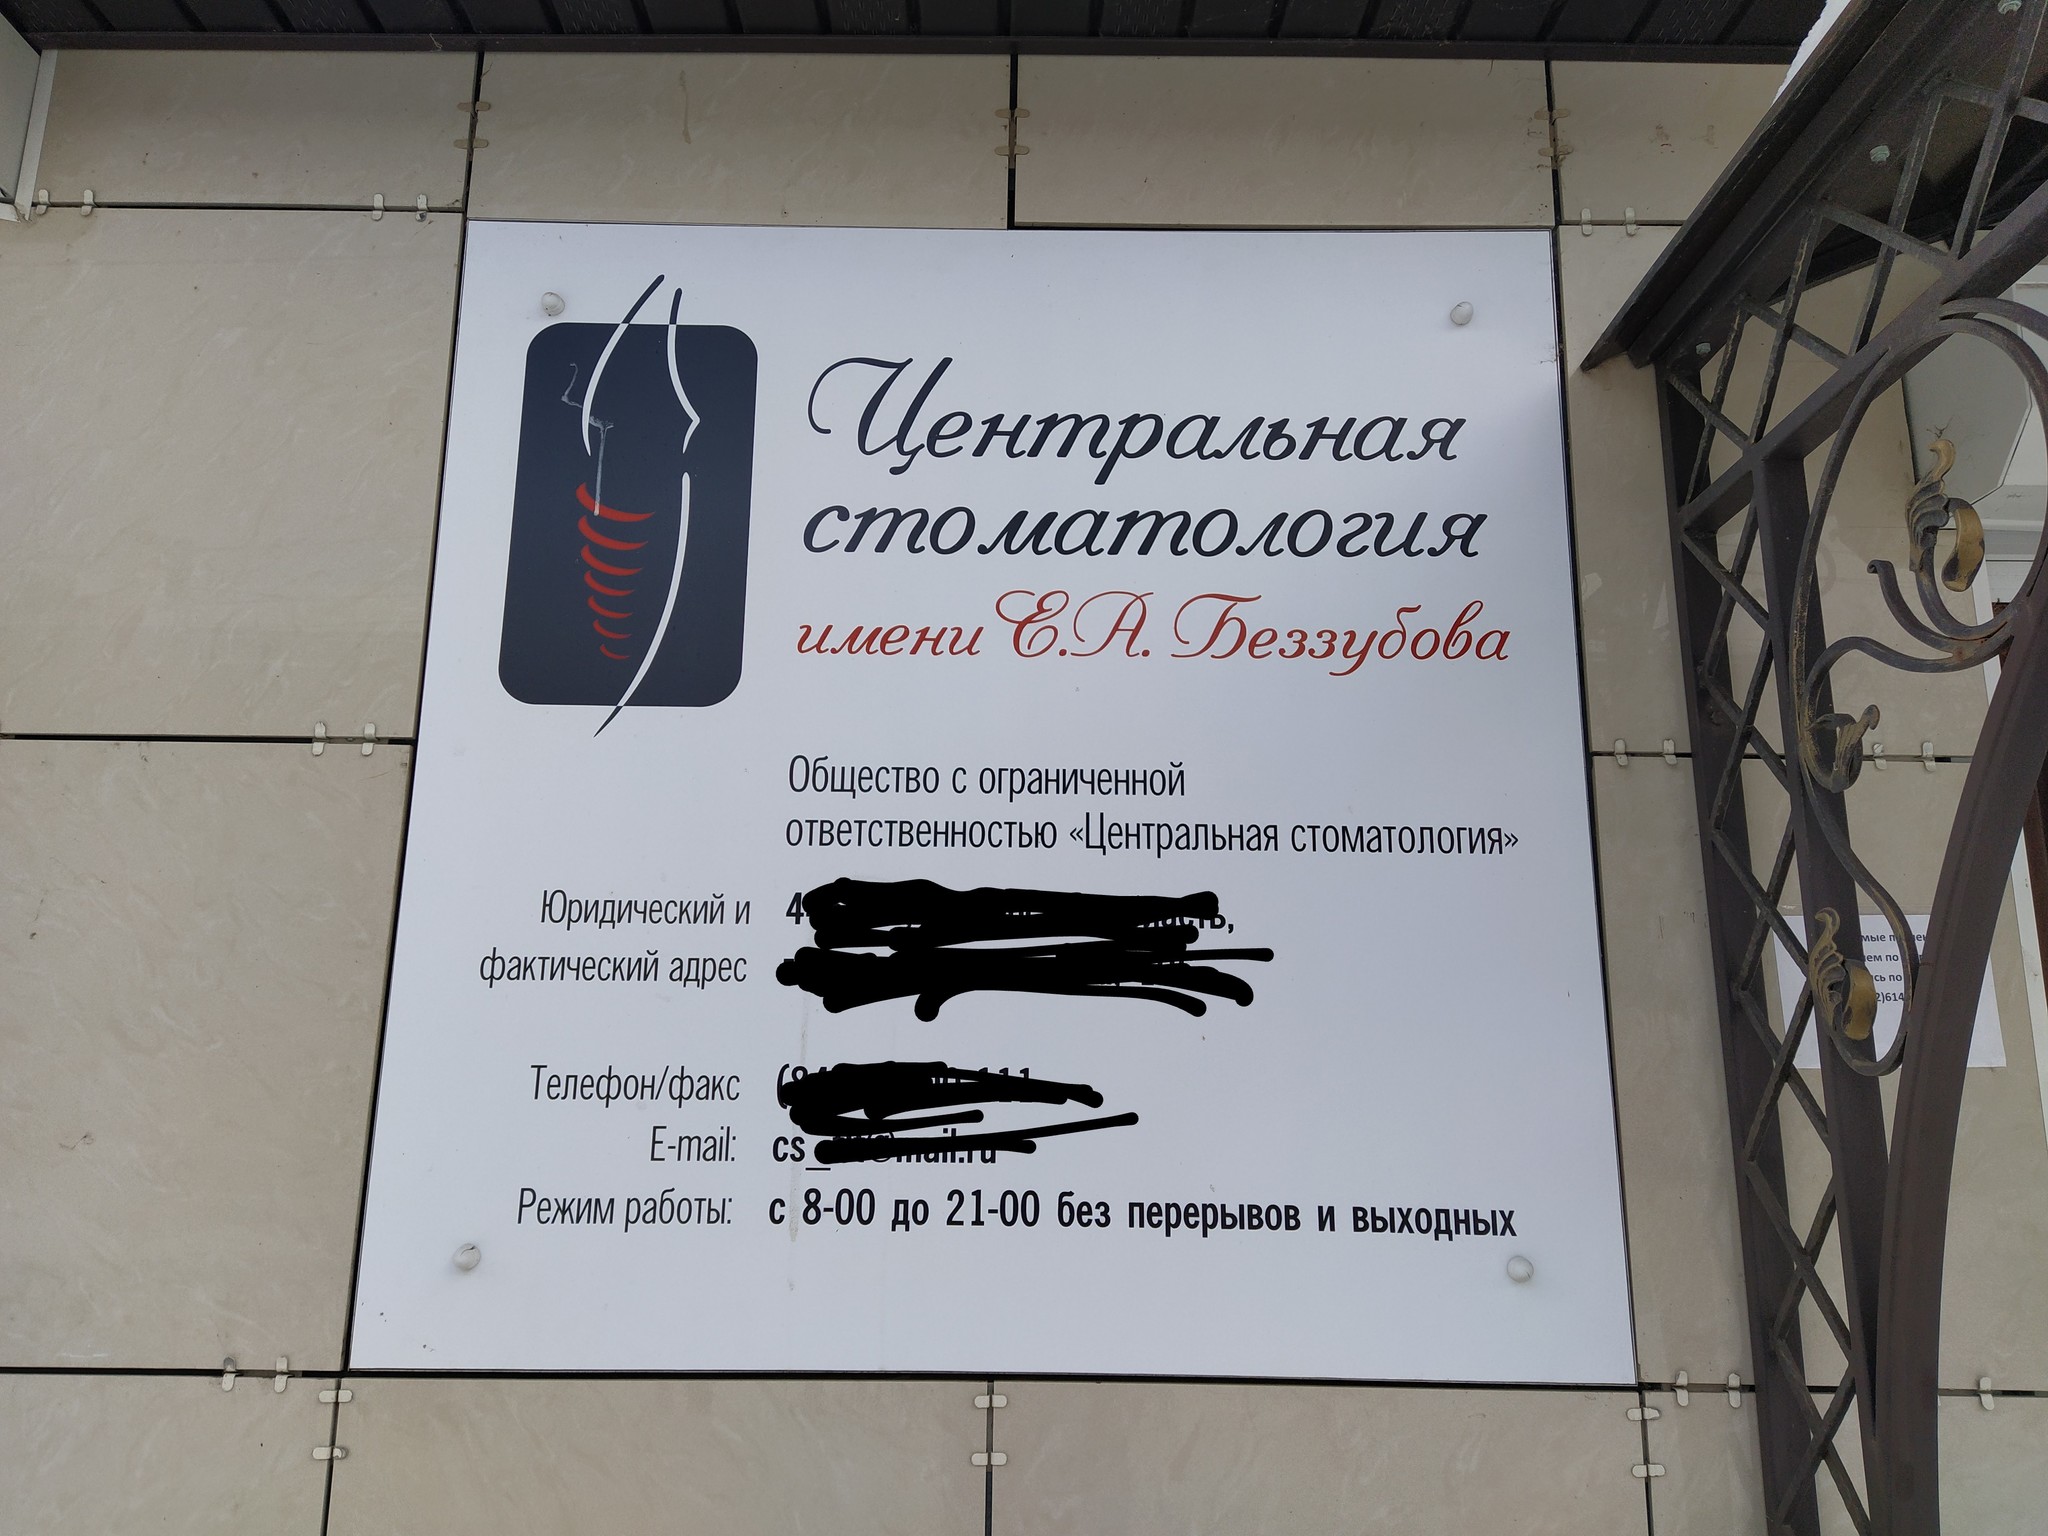 Центральная
стоматология
имени Е.А. Беззубова
Общество с ограниченной
ответственностью «Центральная стоматология»
Юридический и
фактический адрес
Телефон/факс
E-mail: cs_
Режим работы: с 8-00 до 21-00 без перерывов и выходных